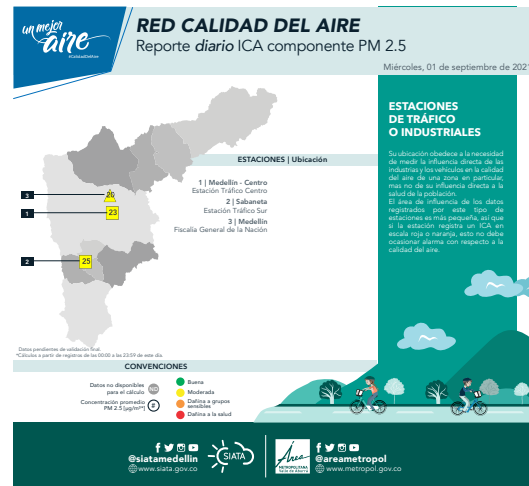 un mejor
aire
#CalidadDelAire
RED CALIDAD DEL AIRE
Reporte diario ICA componente PM 2.5
Miércoles, 01 de septiembre de 2021
ESTACIONES | Ubicación
1 | Medellín - Centro
Estación Tráfico Centro
2 | Sabaneta
Estación Tráfico Sur
3 | Medellín
Fiscalía General de la Nación
3
20
1
23
2
25
ESTACIONES
DE TRÁFICO
O INDUSTRIALES
Su ubicación obedece a la necesidad
de medir la influencia directa de las
industrias y los vehículos en la calidad
del aire de una zona en particular,
mas no de su influencia directa a la
salud de la población.
El área de influencia de los datos
registrados por este tipo de
estaciones es más pequeña, así que
si la estación registra un ICA en
escala roja o naranja, esto no debe
ocasionar alarma con respecto a la
calidad del aire.
Datos pendientes de validación final.
*Cálculos a partir de registros de las 00:00 a las 23:59 de este día.
CONVENCIONES
Datos no disponibles
para el cálculo
ND
Concentración promedio
PM 2.5 [µg/m³*]
#
Buena
Moderada
Dañina a grupos
sensibles
Dañina a la salud
@siatamedellin
www.siata.gov.co
SIATA
Área
METROPOLITANA
Valle de Aburrá
@areametropol
www.metropol.gov.co